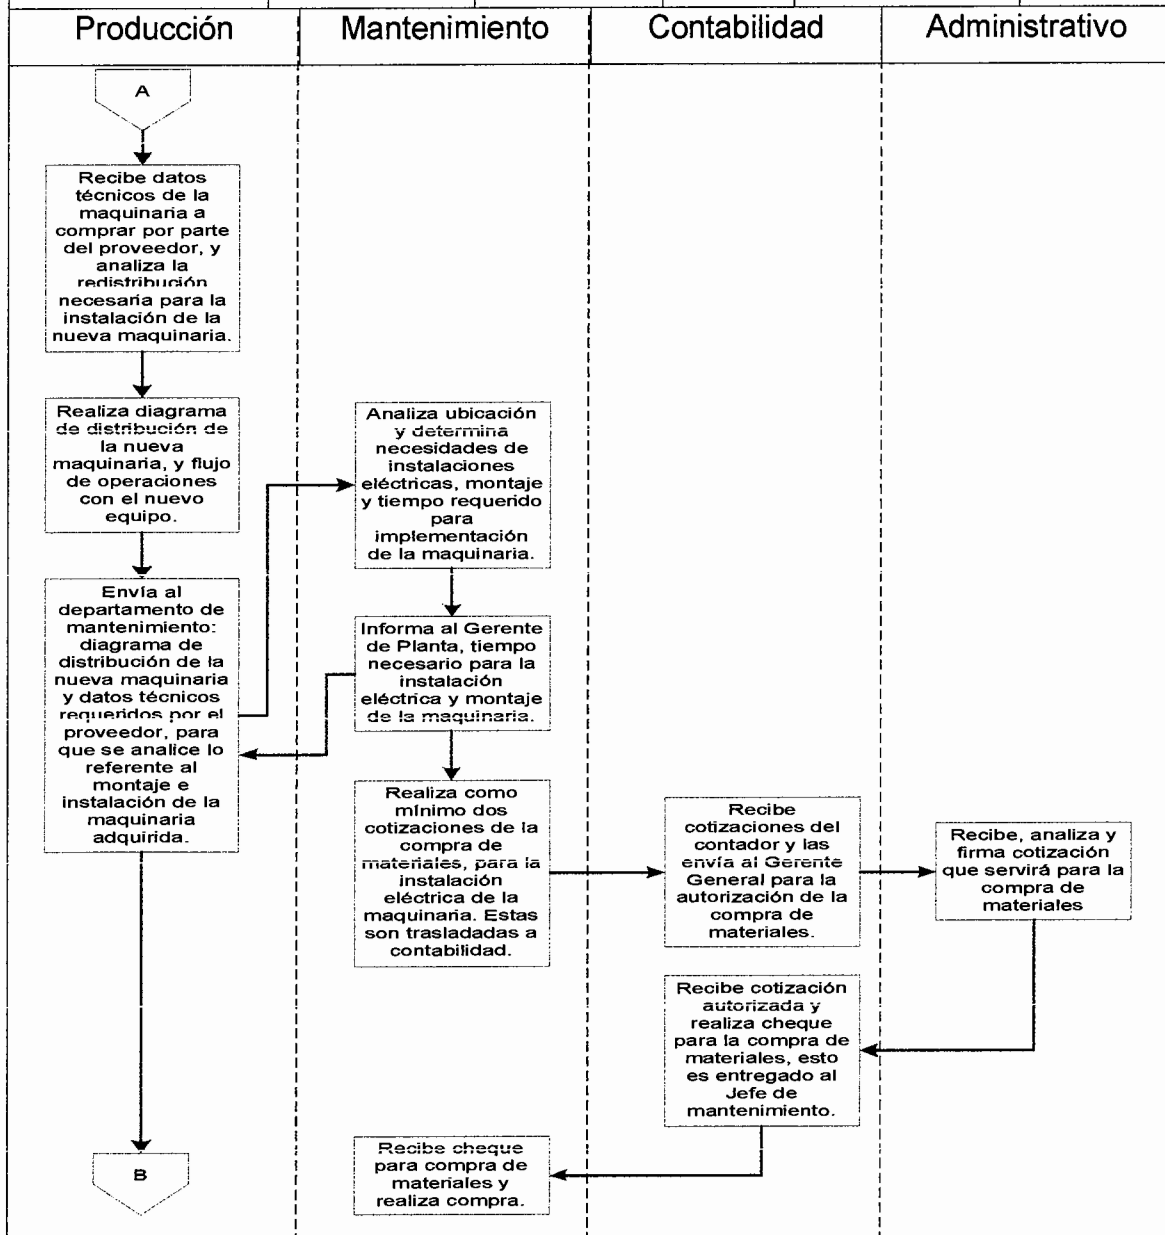 Producción
Mantenimiento
Contabilidad
Administrativo
A
Recibe datos
técnicos de la
maquinaria a
comprar por parte
del proveedor, y
analiza la
redistribución
necesaria para la
instalación de la
nueva maquinaria.
Realiza diagrama
de distribución de
la nueva
maquinaria, y flujo
de operaciones
con el nuevo
equipo.
Envía al
departamento de
mantenimiento:
diagrama de
distribución de la
nueva maquinaria
y datos técnicos
requeridos por el
proveedor, para
que se analice lo
referente al
montaje e
instalación de la
maquinaria
adquirida.
B
Analiza ubicación
y determina
necesidades de
instalaciones
eléctricas, montaje
y tiempo requerido
para
implementación
de la maquinaria.
Informa al Gerente
de Planta, tiempo
necesario para la
instalación
eléctrica y montaje
de la maquinaria.
Realiza como
mínimo dos
cotizaciones de la
compra de
materiales, para la
instalación
eléctrica de la
maquinaria. Estas
son trasladadas a
contabilidad.
Recibe
cotizaciones del
contador y las
envía al Gerente
General para la
autorización de la
compra de
materiales.
Recibe, analiza y
firma cotización
que servirá para la
compra de
materiales
Recibe cotización
autorizada y
realiza cheque
para la compra de
materiales, esto
es entregado al
Jefe de
mantenimiento.
Recibe cheque
para compra de
materiales y
realiza compra.